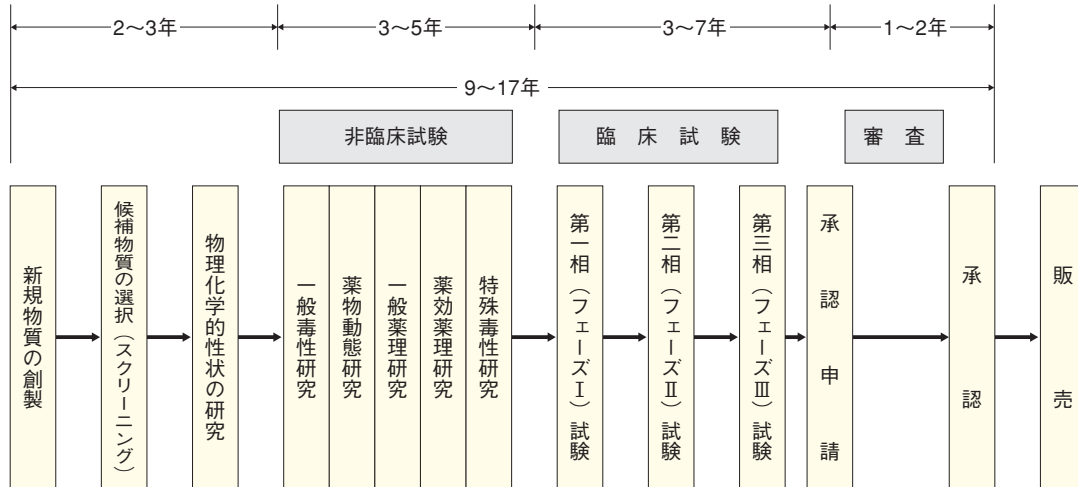 2〜3年
3〜5年
3〜7年
1〜2年
9〜17年
非臨床試験
臨床試験
審査
新規物質の創製
候補物質の選択（スクリーニング）
物理化学的性状の研究
一般毒性研究
薬物動態研究
一般薬理研究
薬効薬理研究
特殊毒性研究
第一相（フェーズⅠ）試験
第二相（フェーズⅡ）試験
第三相（フェーズⅢ）試験
承認申請
承認
販売